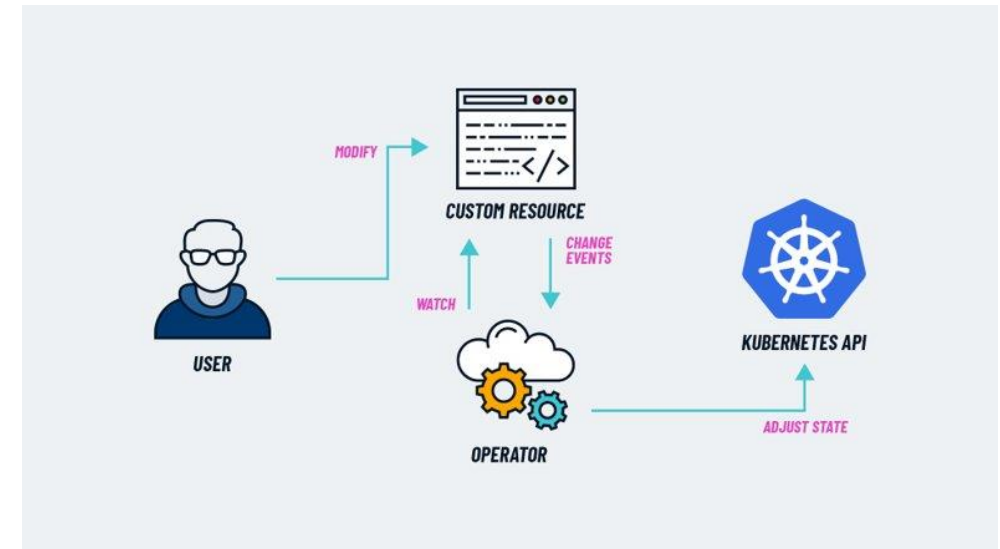 MODIFY
CUSTOM RESOURCE
CHANGE
EVENTS
WATCH
KUBERNETES API
USER
ADJUST STATE
OPERATOR